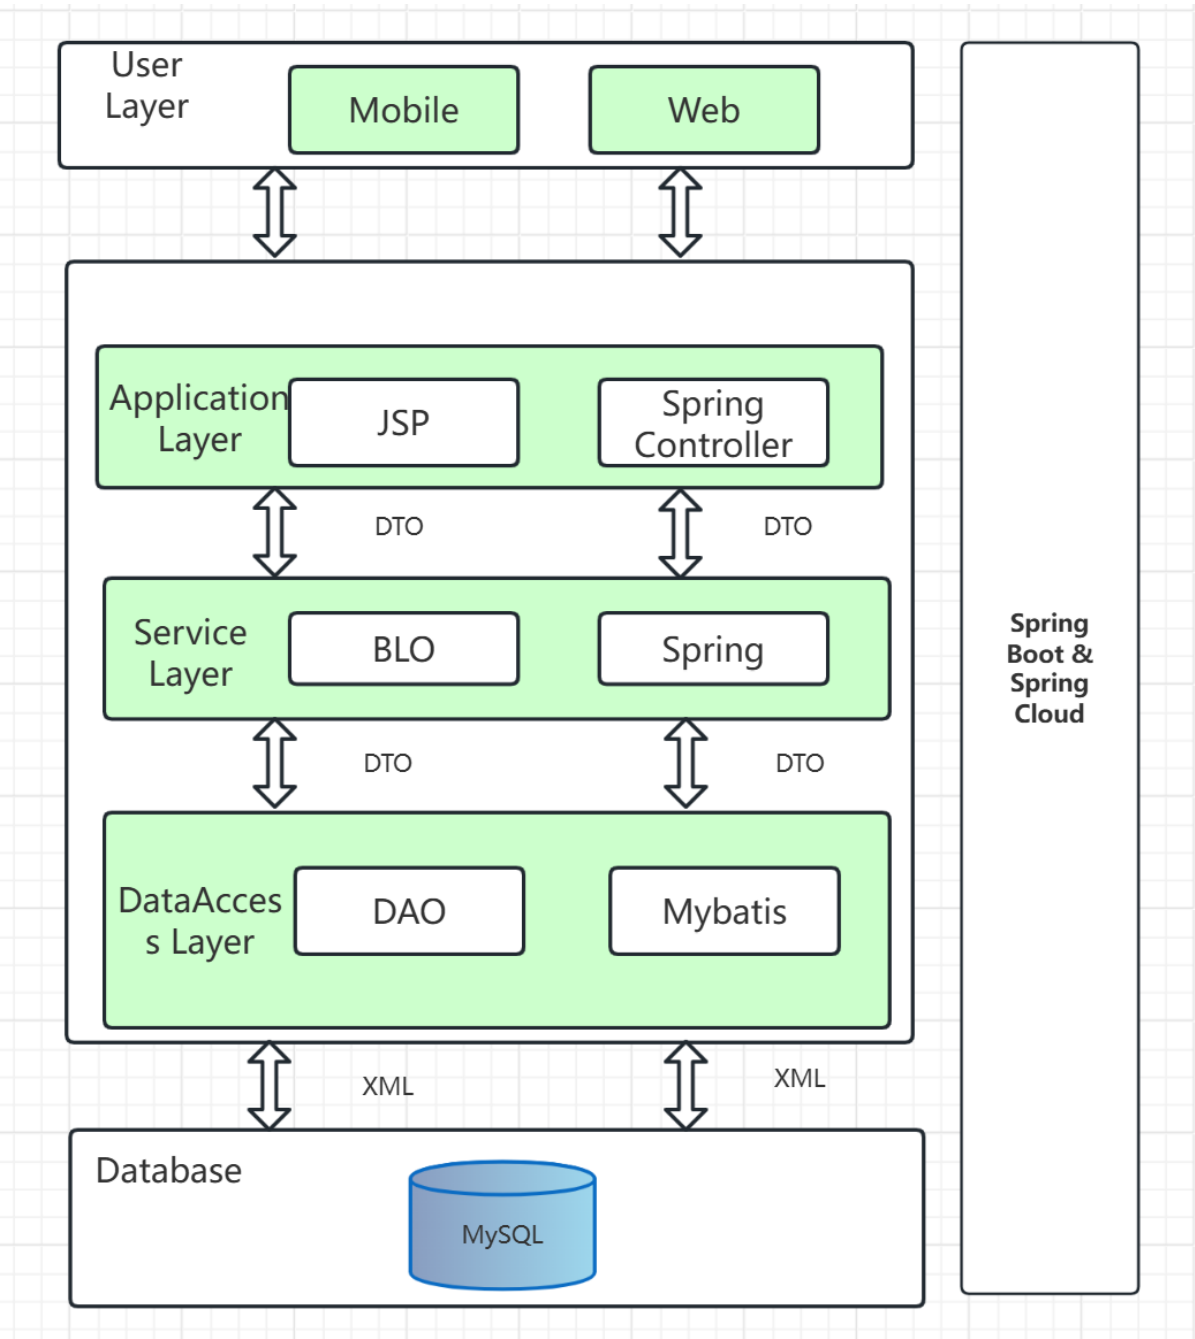 User
Layer
Mobile
Web
Application
Layer
JSP
Spring
Controller
DTO
DTO
Service
Layer
BLO
Spring
DTO
DTO
DataAcces
s Layer
DAO
Mybatis
XML
XML
Database
MySQL
Spring
Boot &
Spring
Cloud